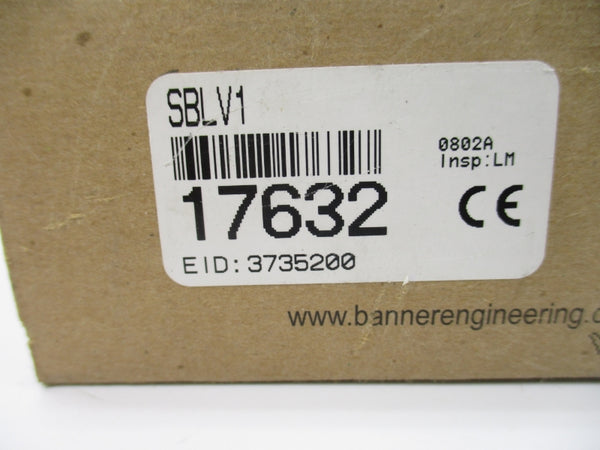 SBLV1
0802A
Insp:LM
17632
CE
EID: 3735200
www.bannerengineering.c